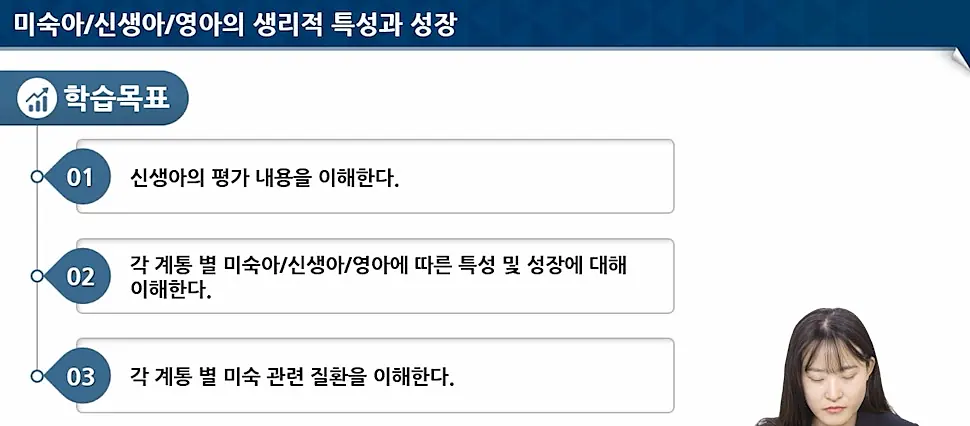 미숙아/신생아/영아의 생리적 특성과 성장
학습목표
01
신생아의 평가 내용을 이해한다.
02
각 계통 별 미숙아/신생아/영아에 따른 특성 및 성장에 대해
이해한다.
03
각 계통 별 미숙 관련 질환을 이해한다.